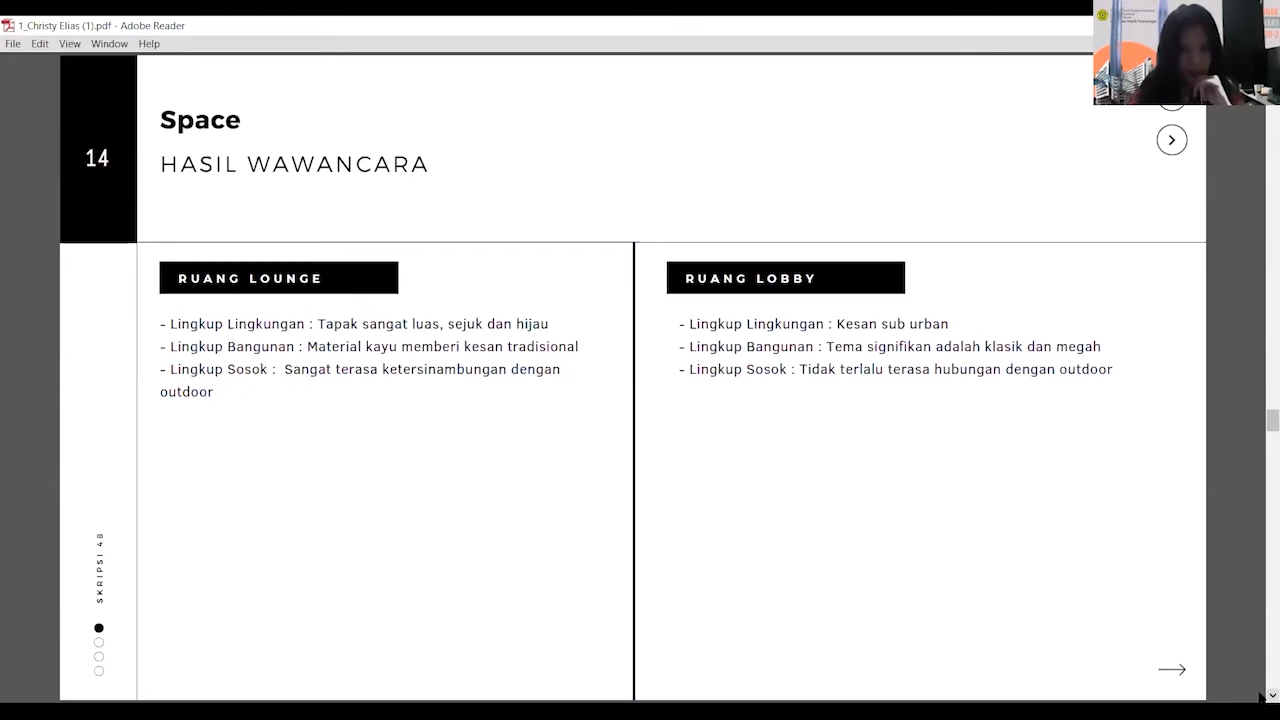 1_Christy Elias (1).pdf - Adobe Reader
File Edit View Window Help
14
Space
HASIL WAWANCARA
RUANG LOUNGE
- Lingkup Lingkungan : Tapak sangat luas, sejuk dan hijau
- Lingkup Bangunan : Material kayu memberi kesan tradisional
- Lingkup Sosok : Sangat terasa ketersinambungan dengan
outdoor
RUANG LOBBY
- Lingkup Lingkungan : Kesan sub urban
- Lingkup Bangunan : Tema signifikan adalah klasik dan megah
- Lingkup Sosok : Tidak terlalu terasa hubungan dengan outdoor
SKRIPSI 48